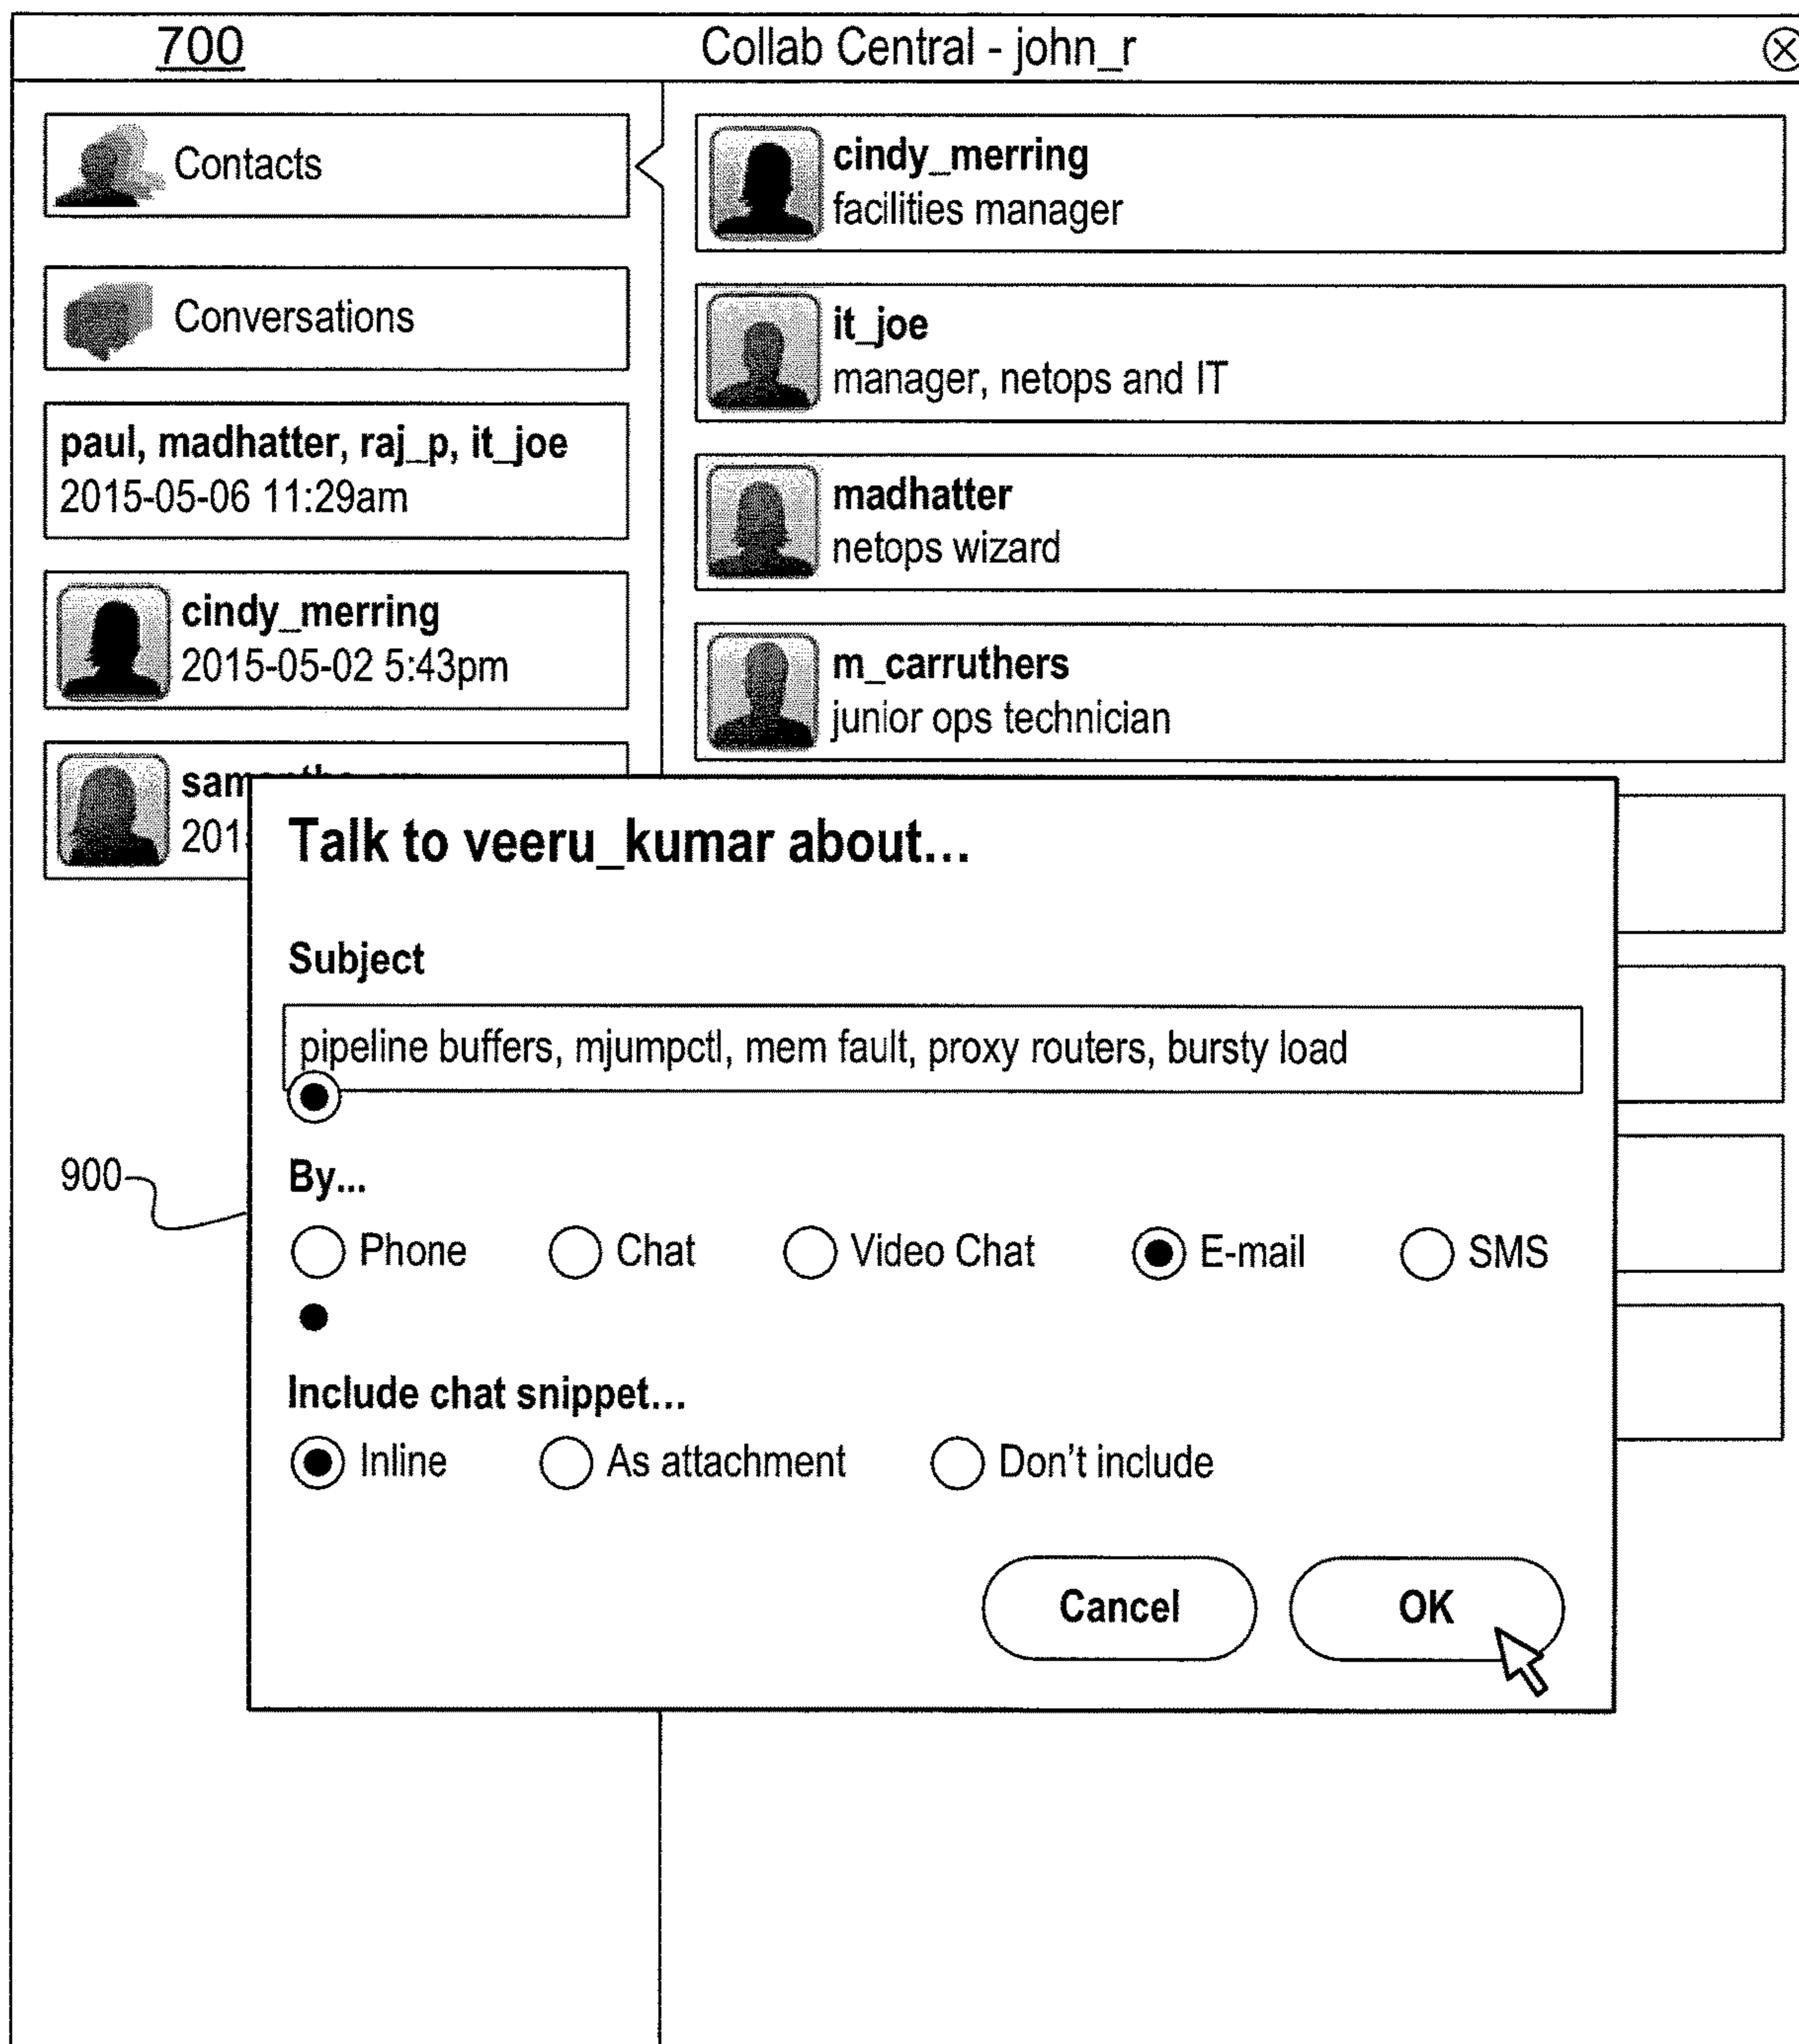 700
Collab Central - john_r
Contacts
Conversations
paul, madhatter, raj_p, it_joe
2015-05-06 11:29am
cindy_merring
2015-05-02 5:43pm
cindy_merring
facilities manager
it_joe
manager, netops and IT
madhatter
netops wizard
m_carruthers
junior ops technician
Talk to veeru_kumar about...
Subject
pipeline buffers, mjumpctl, mem fault, proxy routers, bursty load
900
By...
Phone Chat Video Chat E-mail SMS
Include chat snippet...
Inline As attachment Don't include
Cancel OK